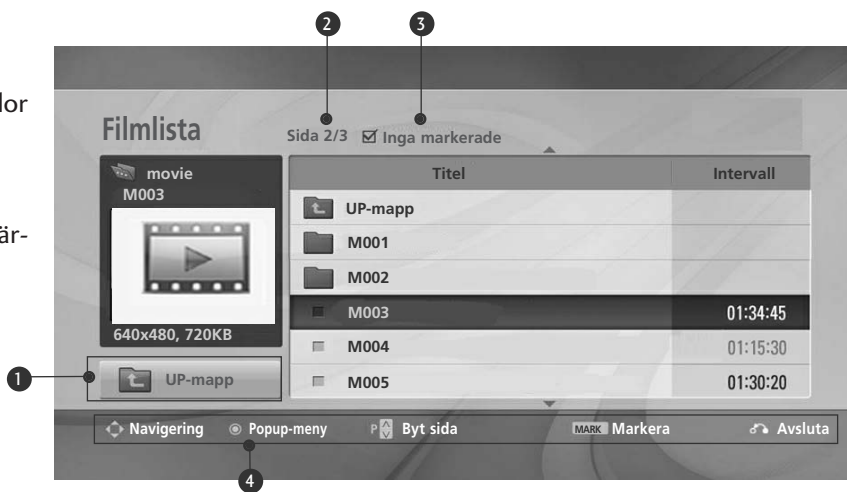 2 3
lor
Filmlista
Sida 2/3 Inga markerade
movie
M003
Titel Intervall
UP-mapp
M001
är-
M002
M003 01:34:45
640x480, 720KB
M004 01:15:30
1
UP-mapp
M005 01:30:20
Navigering Popup-meny P Byt sida MARK Markera Avsluta
4